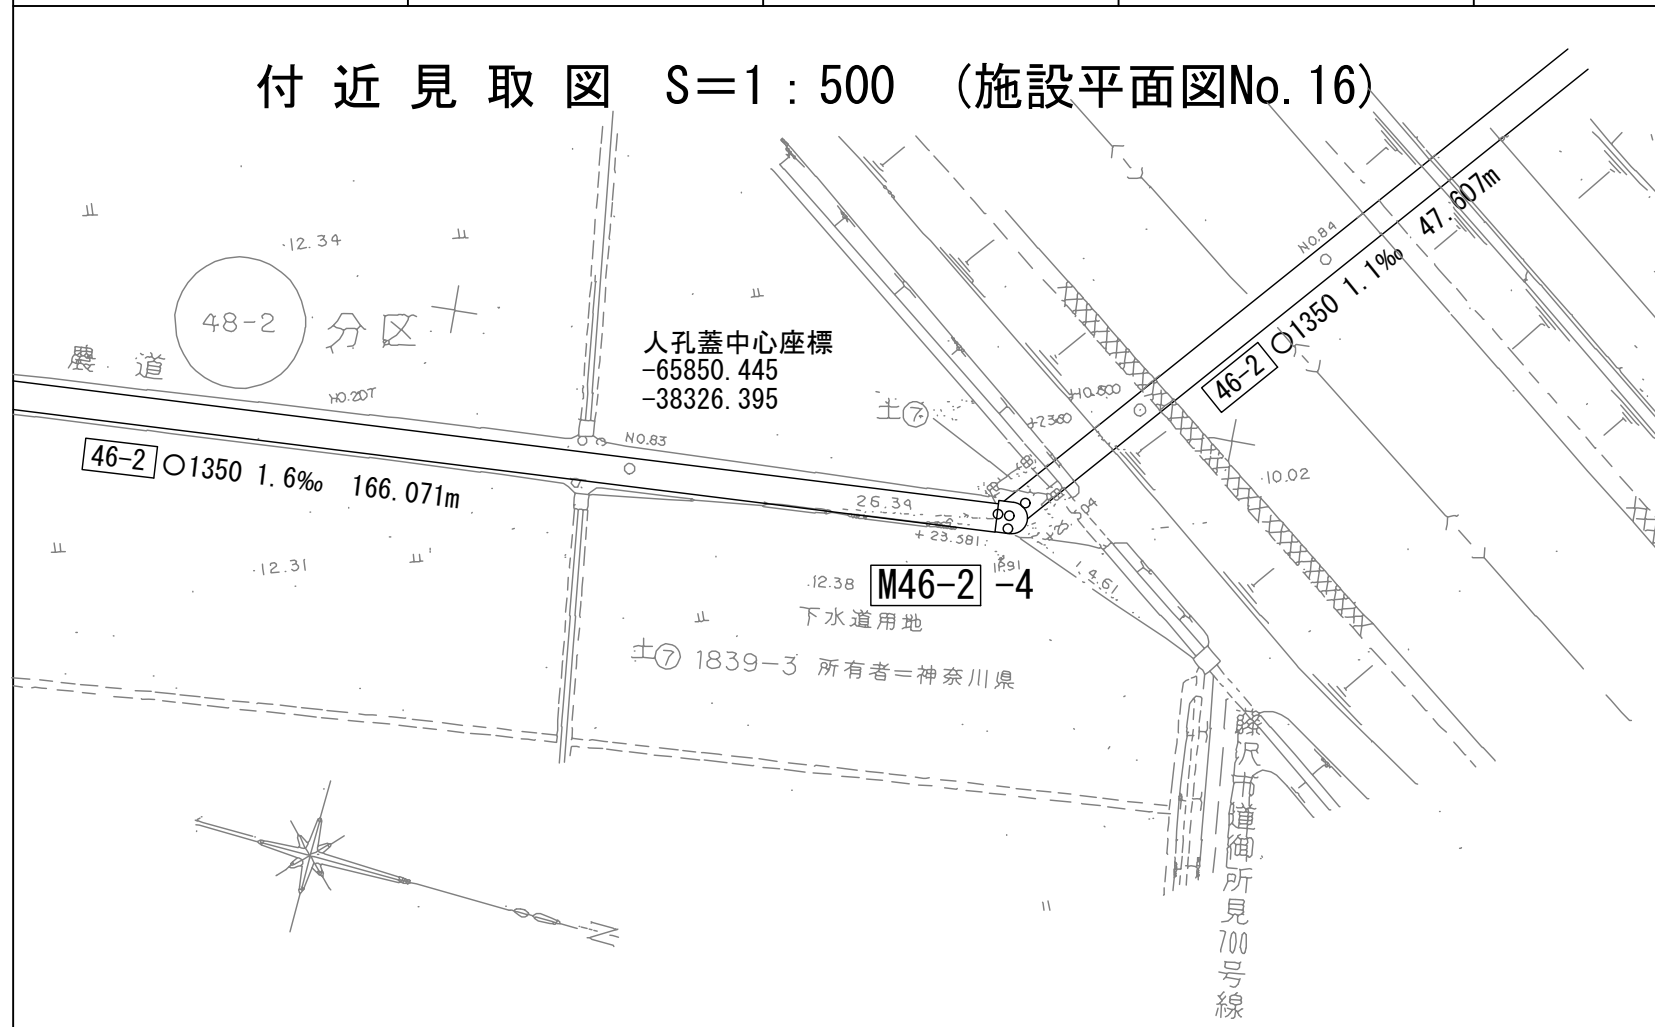 付近見取図 S=1:500 (施設平面図No.16)
12.34
48-2 分区
農道
NO.20T
人孔蓋中心座標
-65850.445
-38326.395
NO.83
46-2 ○1350 1.6‰ 166.071m
NO.84
46-2 ○1350 1.1‰ 47.607m
土⑦
10.02
26.34
+23.581
12.31
12.38
M46-2 -4
下水道用地
土⑦ 1839-3 所有者=神奈川県
藤沢市道御所見700号線
N